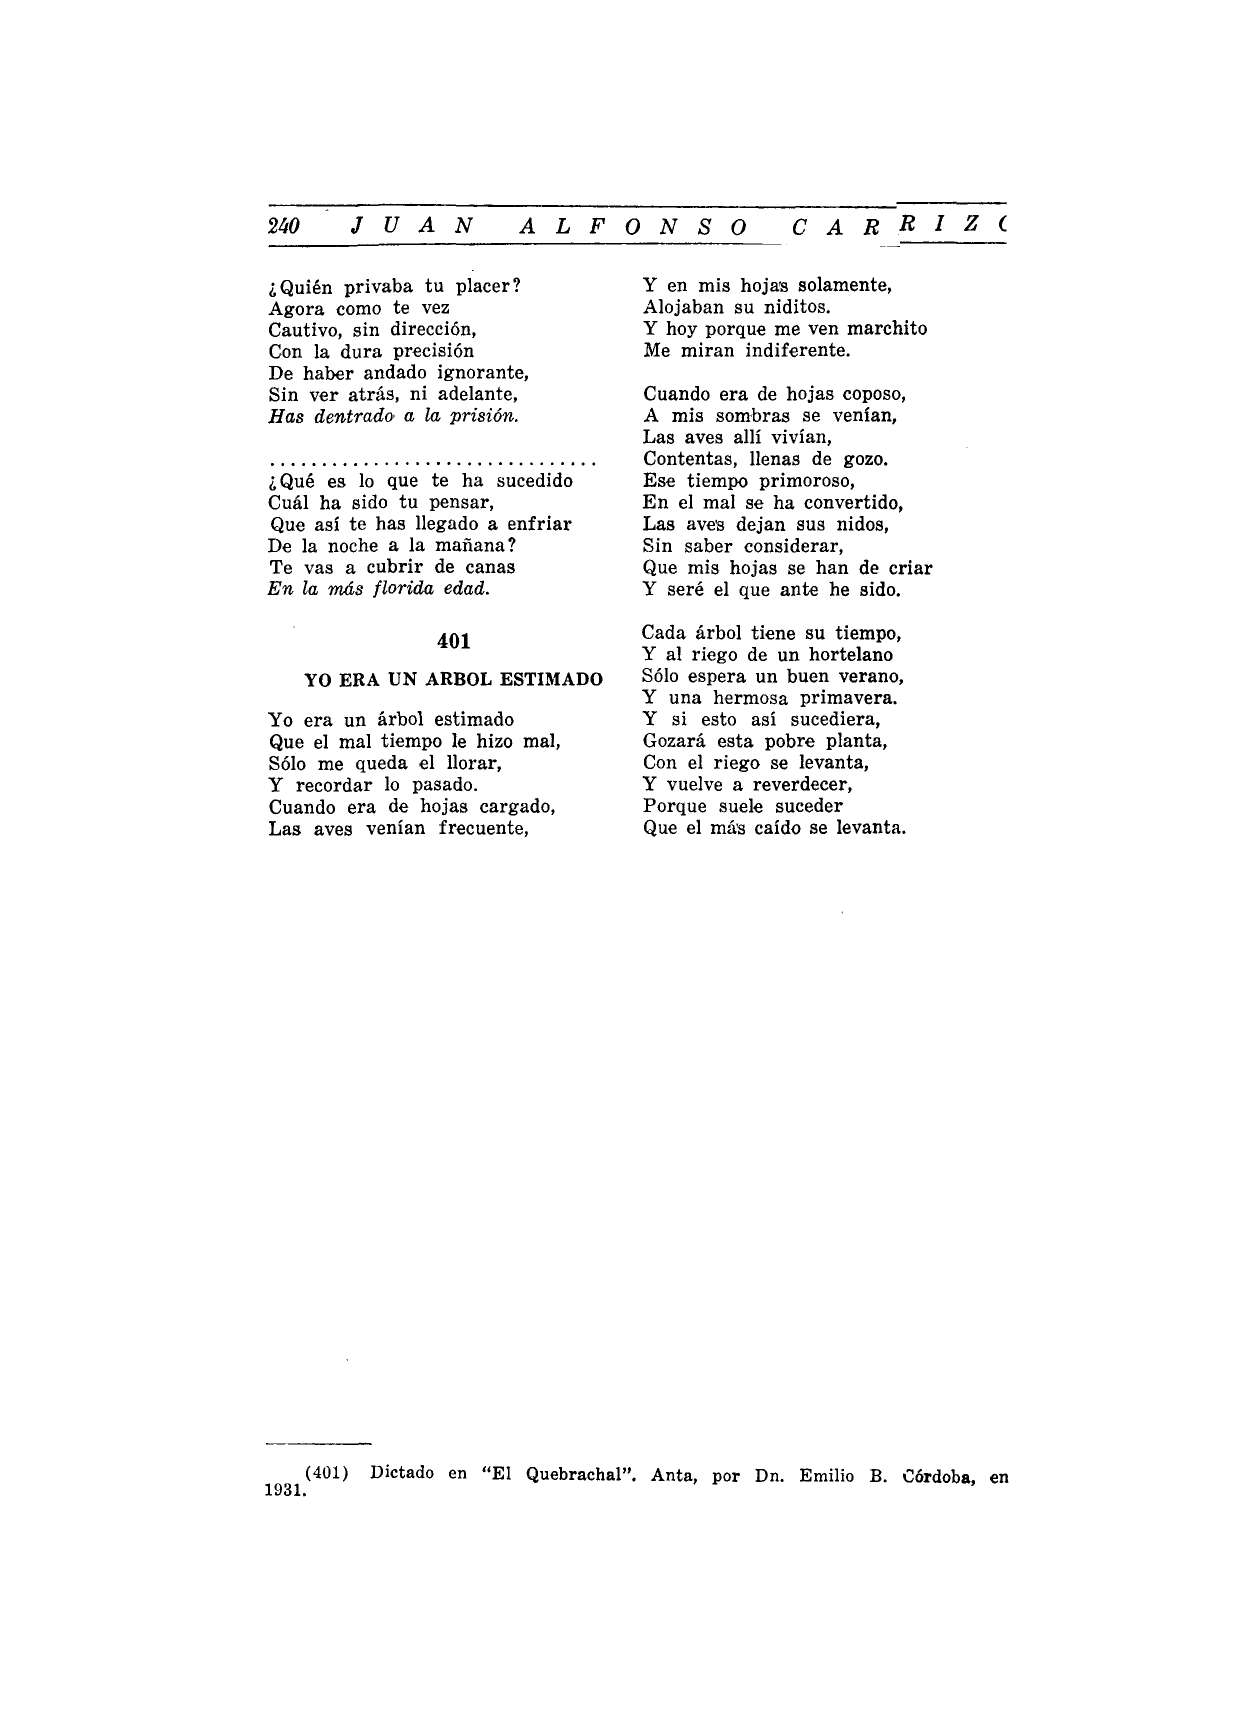 240 JUAN ALFONSO CARRIZO
¿Quién privaba tu placer?
Agora como te vez
Cautivo, sin dirección,
Con la dura precisión
De haber andado ignorante,
Sin ver atrás, ni adelante,
Has dentrado a la prisión.
................................
¿Qué es lo que te ha sucedido
Cuál ha sido tu pensar,
Que así te has llegado a enfriar
De la noche a la mañana?
Te vas a cubrir de canas
En la más florida edad.
401
YO ERA UN ARBOL ESTIMADO
Yo era un árbol estimado
Que el mal tiempo le hizo mal,
Sólo me queda el llorar,
Y recordar lo pasado.
Cuando era de hojas cargado,
Las aves venían frecuente,
Y en mis hojas solamente,
Alojaban su niditos.
Y hoy porque me ven marchito
Me miran indiferente.
Cuando era de hojas coposo,
A mis sombras se venían,
Las aves allí vivían,
Contentas, llenas de gozo.
Ese tiempo primoroso,
En el mal se ha convertido,
Las aves dejan sus nidos,
Sin saber considerar,
Que mis hojas se han de criar
Y seré el que ante he sido.
Cada árbol tiene su tiempo,
Y al riego de un hortelano
Sólo espera un buen verano,
Y una hermosa primavera.
Y si esto así sucediera,
Gozará esta pobre planta,
Con el riego se levanta,
Y vuelve a reverdecer,
Porque suele suceder
Que el más caído se levanta.
(401) Dictado en “El Quebrachal”. Anta, por Dn. Emilio B. Córdoba, en
1931.